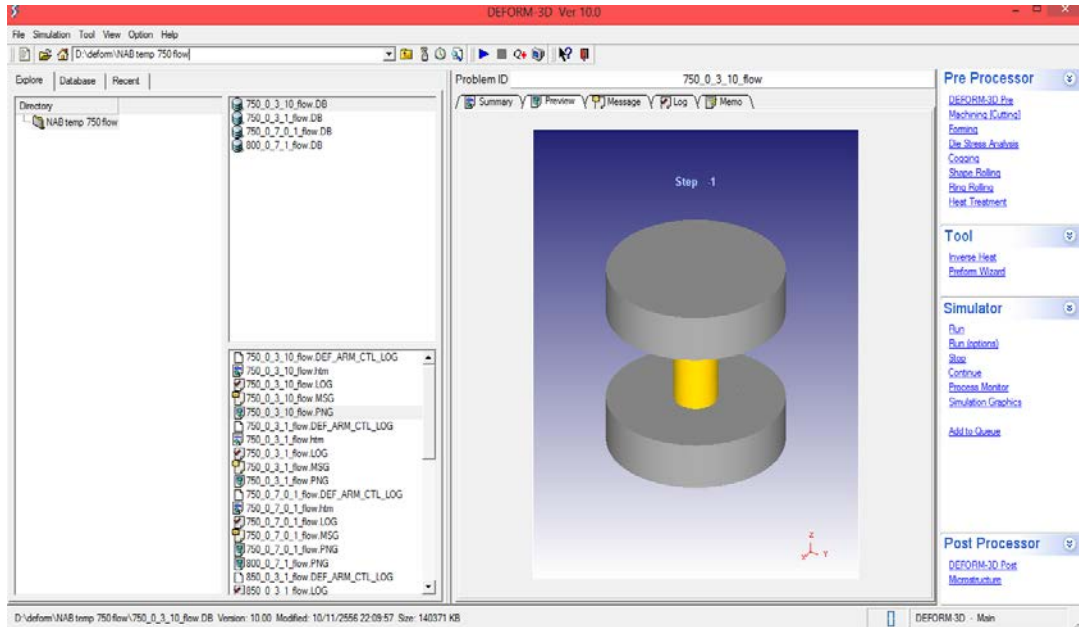 DEFORM-3D Ver 10.0
File Simulation Tool View Option Help
D:\deform\NAB temp 750 flow
Explore Database Recent
Directory
NAB temp 750 flow
750_0_3_10_flow.DB
750_0_3_1_flow.DB
750_0_7_0_1_flow.DB
800_0_7_1_flow.DB
750_0_3_10_flow.DEF_ARM_CTL_LOG
750_0_3_10_flow.htm
750_0_3_10_flow.LOG
750_0_3_10_flow.MSG
750_0_3_10_flow.PNG
750_0_3_1_flow.DEF_ARM_CTL_LOG
750_0_3_1_flow.htm
750_0_3_1_flow.LOG
750_0_3_1_flow.MSG
750_0_3_1_flow.PNG
750_0_7_0_1_flow.DEF_ARM_CTL_LOG
750_0_7_0_1_flow.htm
750_0_7_0_1_flow.LOG
750_0_7_0_1_flow.MSG
750_0_7_0_1_flow.PNG
800_0_7_1_flow.PNG
850_0_3_1_flow.DEF_ARM_CTL_LOG
850_0_3_1_flow.LOG
Problem ID 750_0_3_10_flow
Summary Preview Message Log Memo
Step -1
Z
X Y
Pre Processor
DEFORM-3D Pre
Machining [Cutting]
Forming
Die Stress Analysis
Cogging
Shape Rolling
Ring Rolling
Heat Treatment
Tool
Inverse Heat
Preform Wizard
Simulator
Run
Run (options)
Stop
Continue
Process Monitor
Simulation Graphics
Add to Queue
Post Processor
DEFORM-3D Post
Microstructure
D:\deform\NAB temp 750 flow\750_0_3_10_flow.DB Version: 10.00 Modified: 10/11/2556 22:09:57 Size: 140371 KB
DEFORM-3D - Main